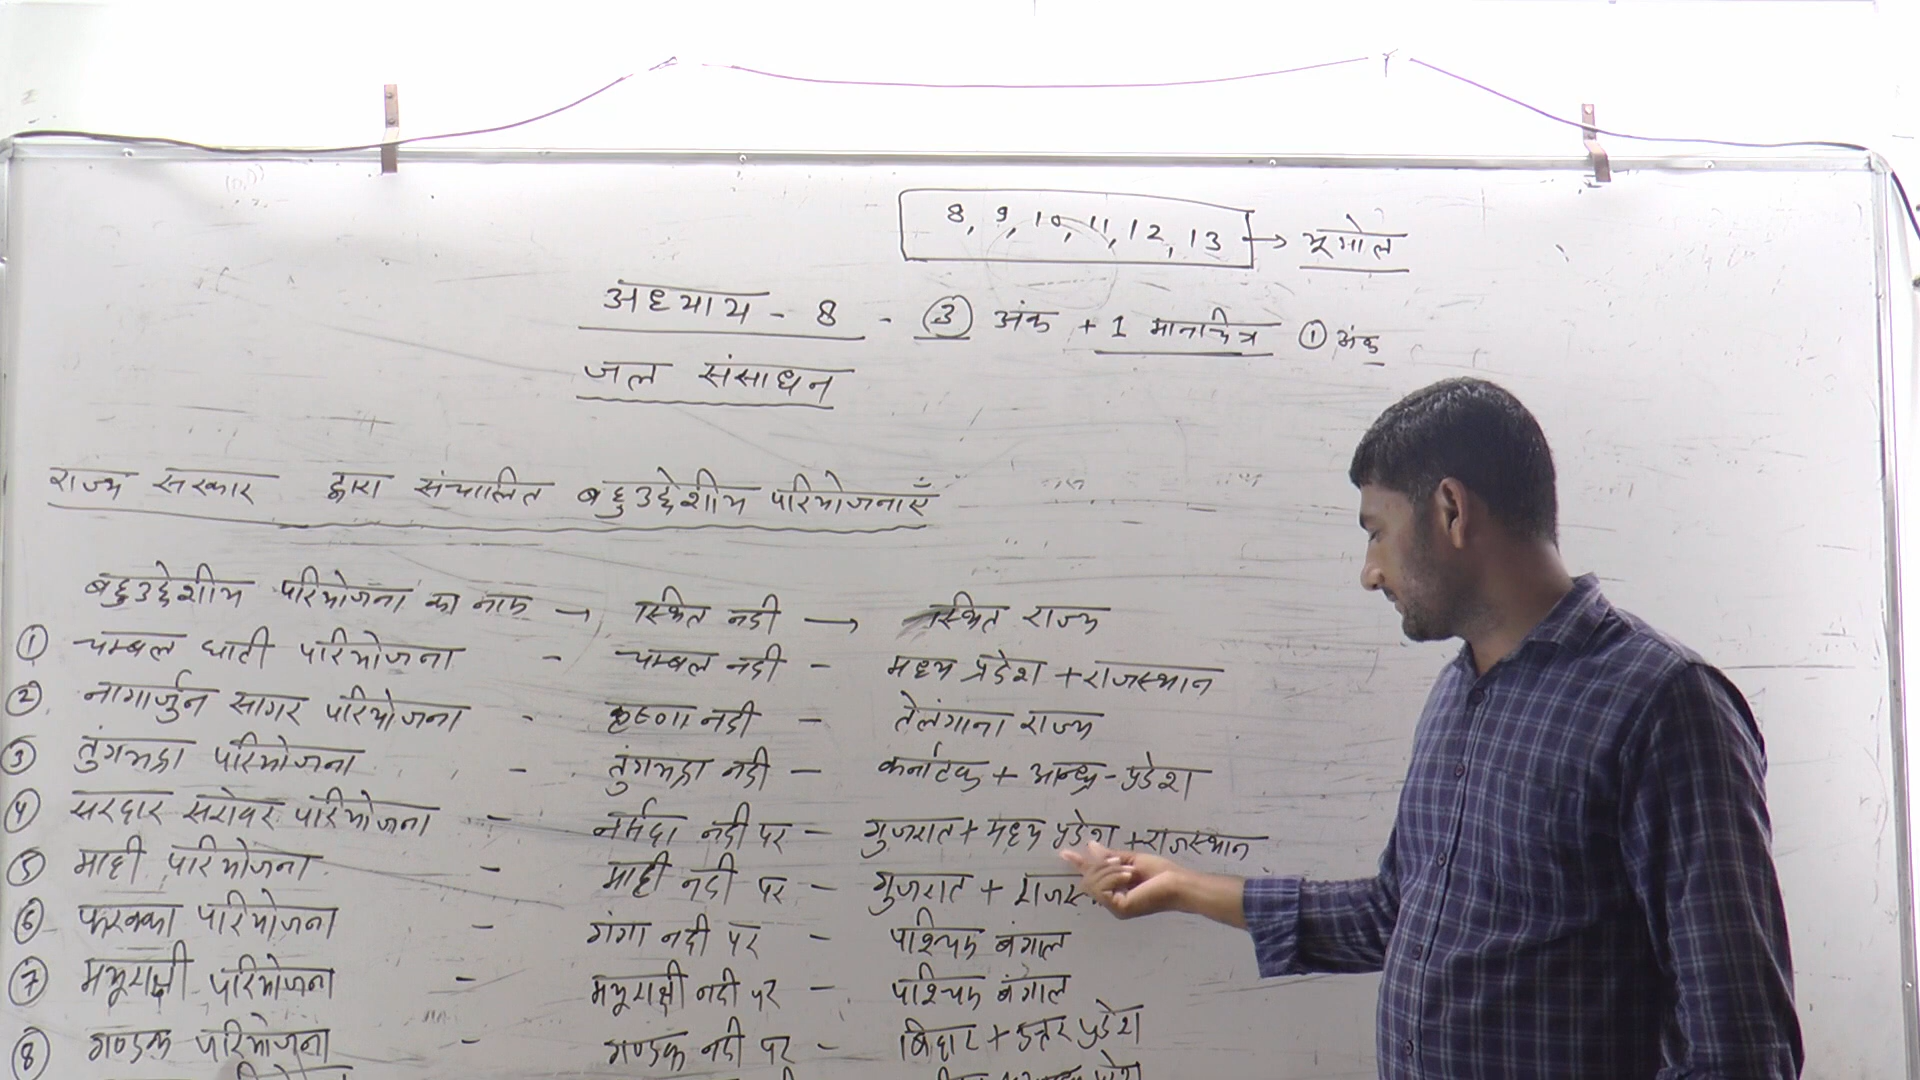 8, 9, 10, 11, 12, 13 → भूगोल
अध्याय - 8 - ③ अंक + 1 मानचित्र ① अंक
जल संसाधन
राज्य सरकार द्वारा संचालित बहुउद्देशीय परियोजनाएँ
बहुउद्देशीय परियोजना का नाम → स्थित नदी → स्थित राज्य
① चम्बल घाटी परियोजना - चम्बल नदी - मध्य प्रदेश + राजस्थान
② नागार्जुन सागर परियोजना - कृष्णा नदी - तेलंगाना राज्य
③ तुंगभद्रा परियोजना - तुंगभद्रा नदी - कर्नाटक + आन्ध्र-प्रदेश
④ सरदार सरोवर परियोजना - नर्मदा नदी पर - गुजरात + मध्य प्रदेश + राजस्थान
⑤ माही परियोजना - माही नदी पर - गुजरात +
⑥ फरक्का परियोजना - गंगा नदी पर - पश्चिम बंगाल
⑦ मयूराक्षी परियोजना - मयूराक्षी नदी पर - पश्चिम बंगाल
⑧ गण्डक परियोजना - गण्डक नदी पर - बिहार + उत्तर प्रदेश